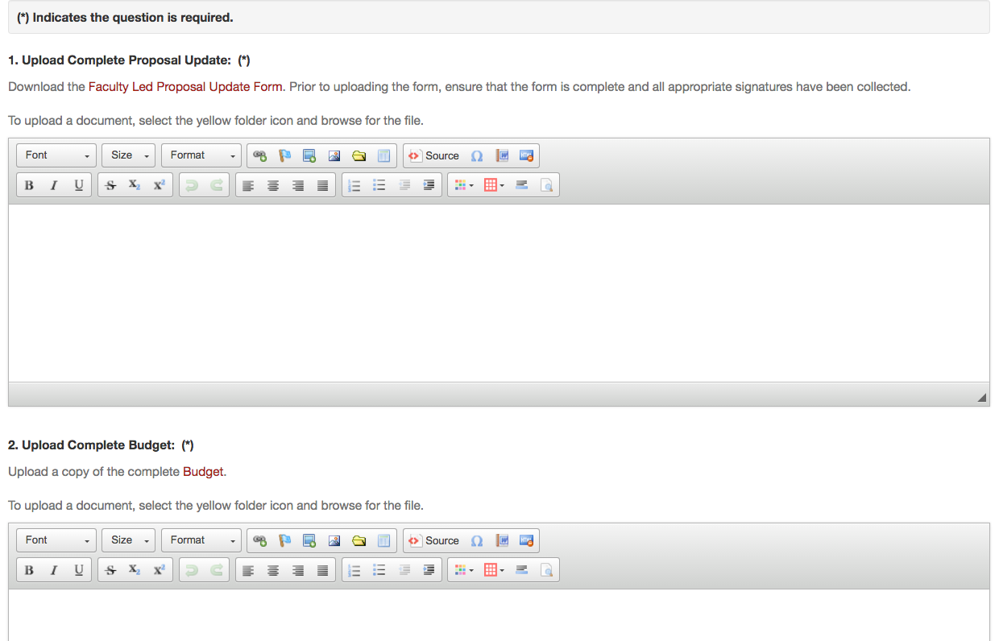 (*) Indicates the question is required.
1. Upload Complete Proposal Update: (*)
Download the Faculty Led Proposal Update Form. Prior to uploading the form, ensure that the form is complete and all appropriate signatures have been collected.
To upload a document, select the yellow folder icon and browse for the file.
Font Size Format Source Ω
B I U S X₂ X²
2. Upload Complete Budget: (*)
Upload a copy of the complete Budget.
To upload a document, select the yellow folder icon and browse for the file.
Font Size Format Source Ω
B I U S X₂ X²